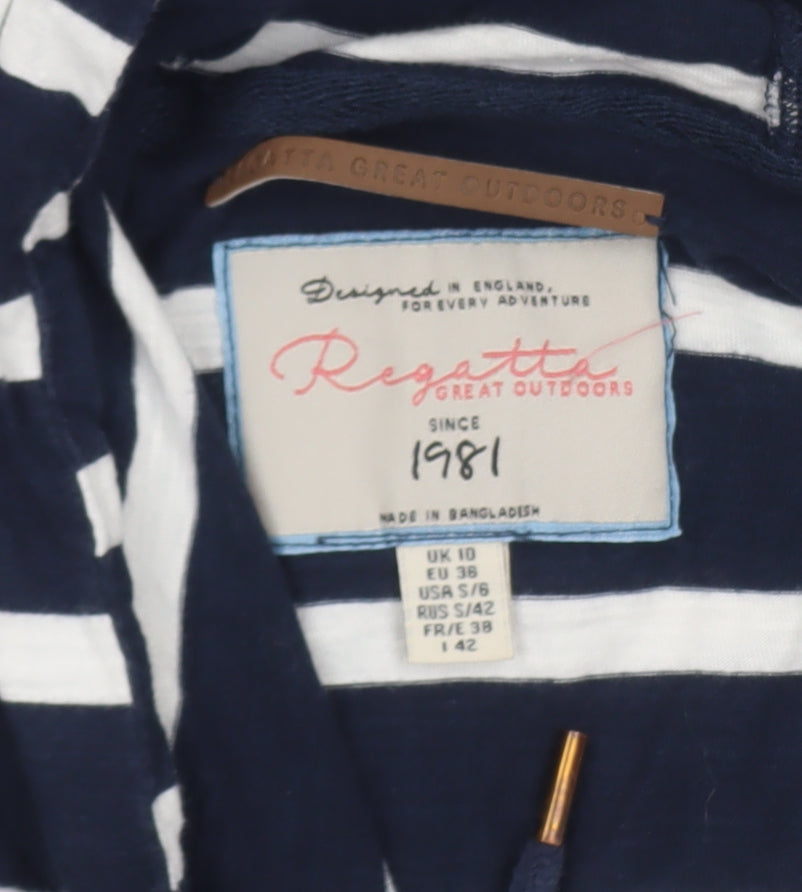 REGATTA GREAT OUTDOORS
Designed IN ENGLAND,
FOR EVERY ADVENTURE
Regatta
GREAT OUTDOORS
SINCE
1981
MADE IN BANGLADESH
UK 10
EU 36
USA S/6
RUS S/42
FR/E 38
I 42